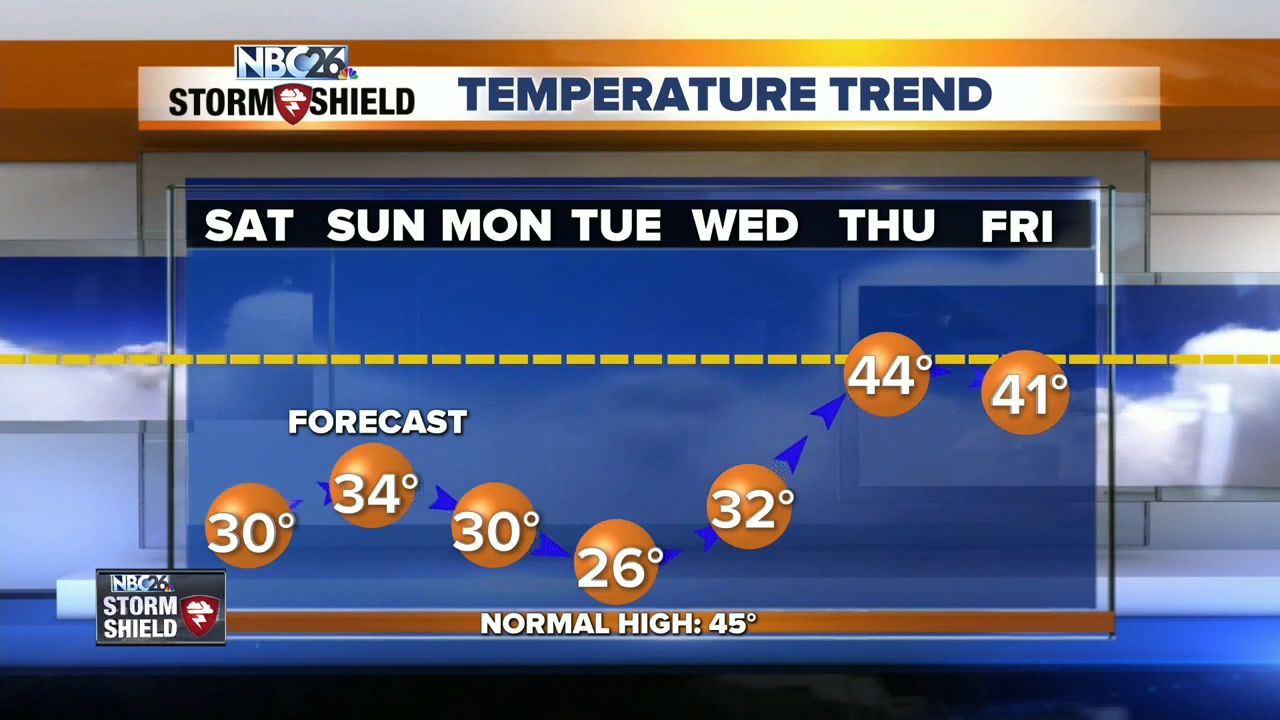 NBC26
STORM SHIELD
TEMPERATURE TREND
SAT SUN MON TUE WED THU FRI
FORECAST
30° 34° 30° 26° 32° 44° 41°
NORMAL HIGH: 45°
NBC26
STORM
SHIELD